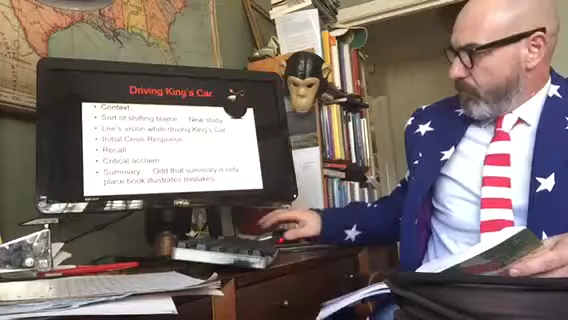 Driving King's Car
• Context
• Sort of shifting blame. New study
• Lee's vision while driving King's Car
• Initial Crisis Response
• Recall
• Critical acclaim
• Summary. Odd that summary is only
place book illustrates mistakes.